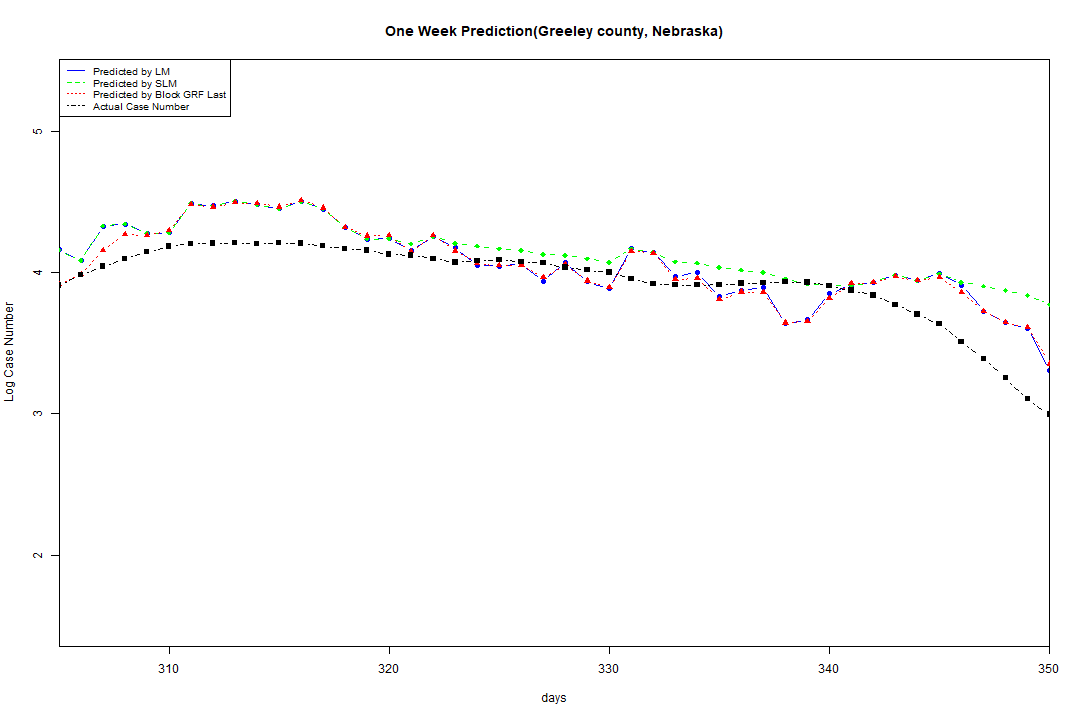 One Week Prediction(Greeley county, Nebraska)
Predicted by LM
Predicted by SLM
Predicted by Block GRF Last
Actual Case Number
5
4
3
2
Log Case Number
310 320 330 340 350
days